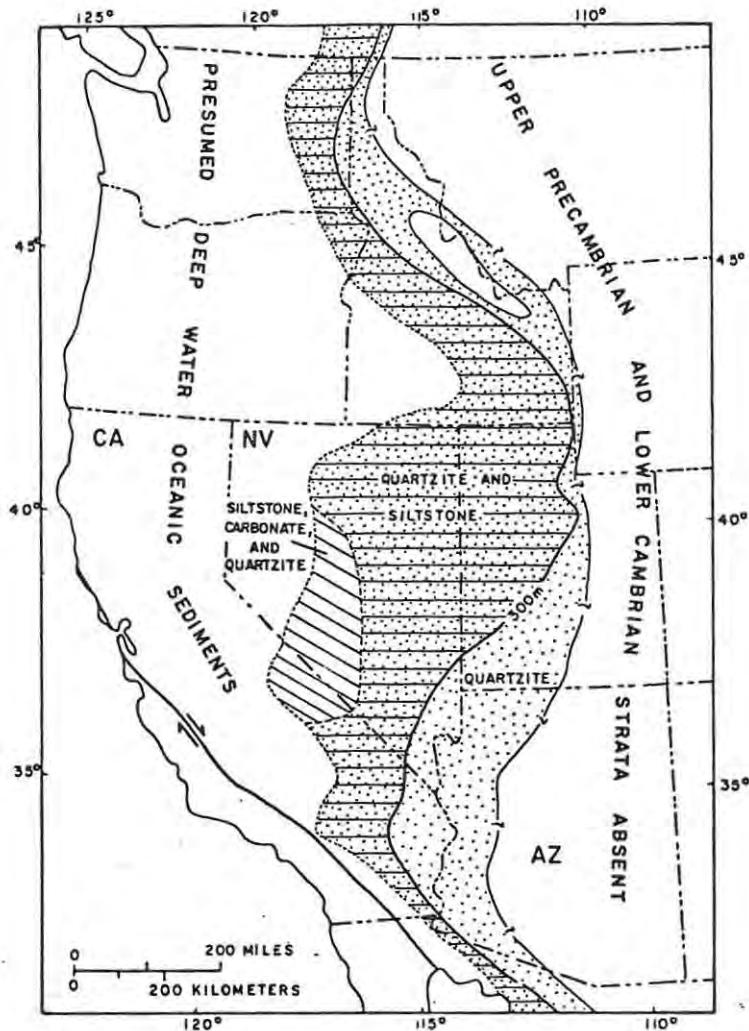 125° 120° 115° 110°
PRESUMED
DEEP WATER OCEANIC SEDIMENTS
UPPER PRECAMBRIAN AND LOWER CAMBRIAN STRATA ABSENT
45° 45°
CA NV
QUARTZITE AND
SILTSTONE
SILTSTONE,
CARBONATE
AND
QUARTZITE
40° 40°
300m
QUARTZITE
35° 35°
AZ
0 200 MILES
0 200 KILOMETERS
120° 115° 110°
? ? ? ? ? ? ? ?